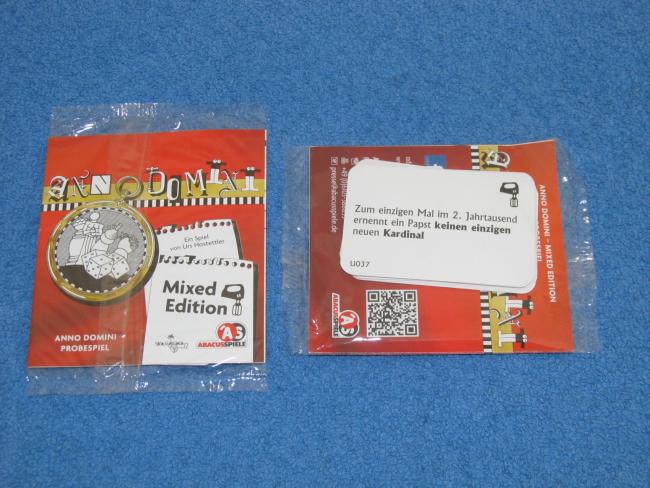 ANNO DOMINI
Ein Spiel
von Urs Hostettler
Mixed
Edition
ANNO DOMINI
PROBESPIEL
ABACUSSPIELE
Zum einzigen Mal im 2. Jahrtausend
ernennt ein Papst keinen einzigen
neuen Kardinal
U037
ABACUSSPIELE
ANNO DOMINI – MIXED EDITION
PROBESPIEL